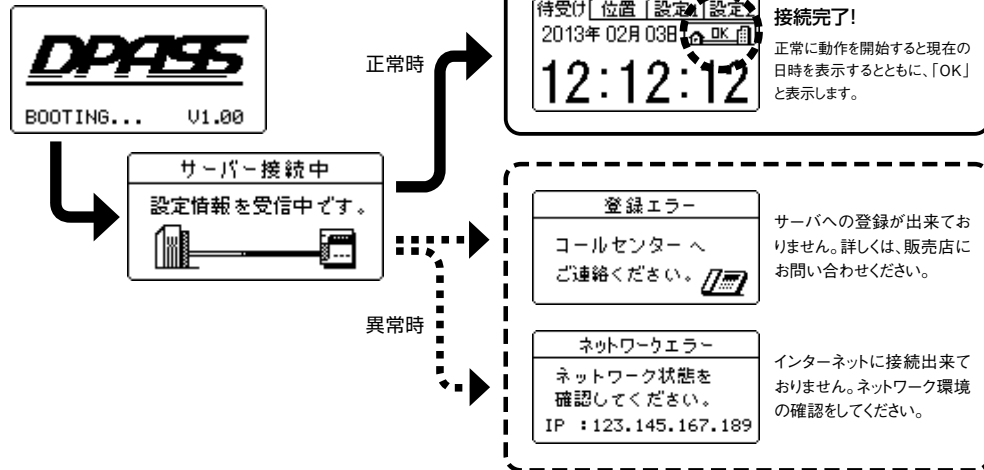 DPASS
BOOTING... V1.00
サーバー接続中
設定情報を受信中です。
正常時
異常時
待受け 位置 設定1 設定2
2013年 02月 03日 OK
12:12:12
接続完了!
正常に動作を開始すると現在の
日時を表示するとともに、「OK」
と表示します。
登録エラー
コールセンター へ
ご連絡ください。
サーバへの登録が出来てお
りません。詳しくは、販売店に
お問い合わせください。
ネットワークエラー
ネットワーク状態を
確認してください。
IP :123.145.167.189
インターネットに接続出来て
おりません。ネットワーク環境
の確認をしてください。